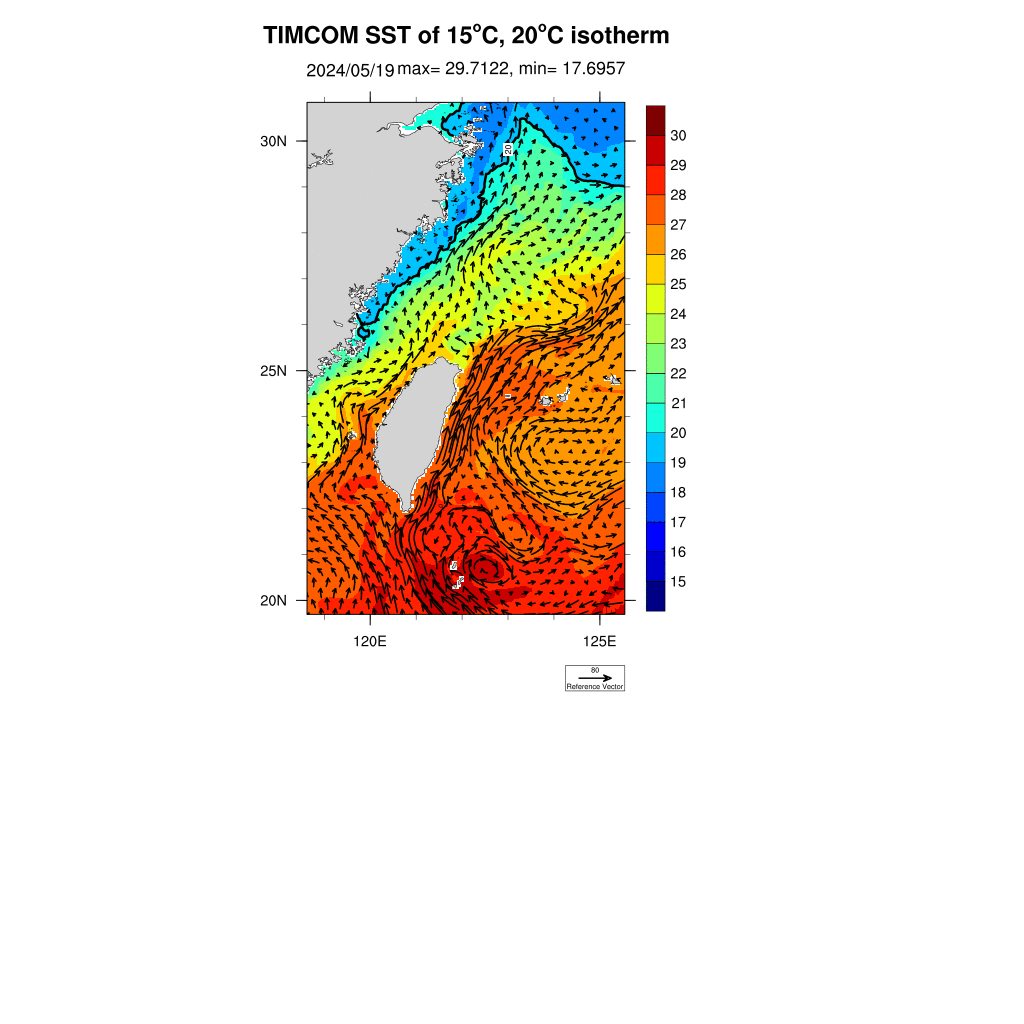 TIMCOM SST of 15°C, 20°C isotherm
2024/05/19 max= 29.7122, min= 17.6957
30N
25N
20N
120E
125E
20
30
29
28
27
26
25
24
23
22
21
20
19
18
17
16
15
80
Reference Vector